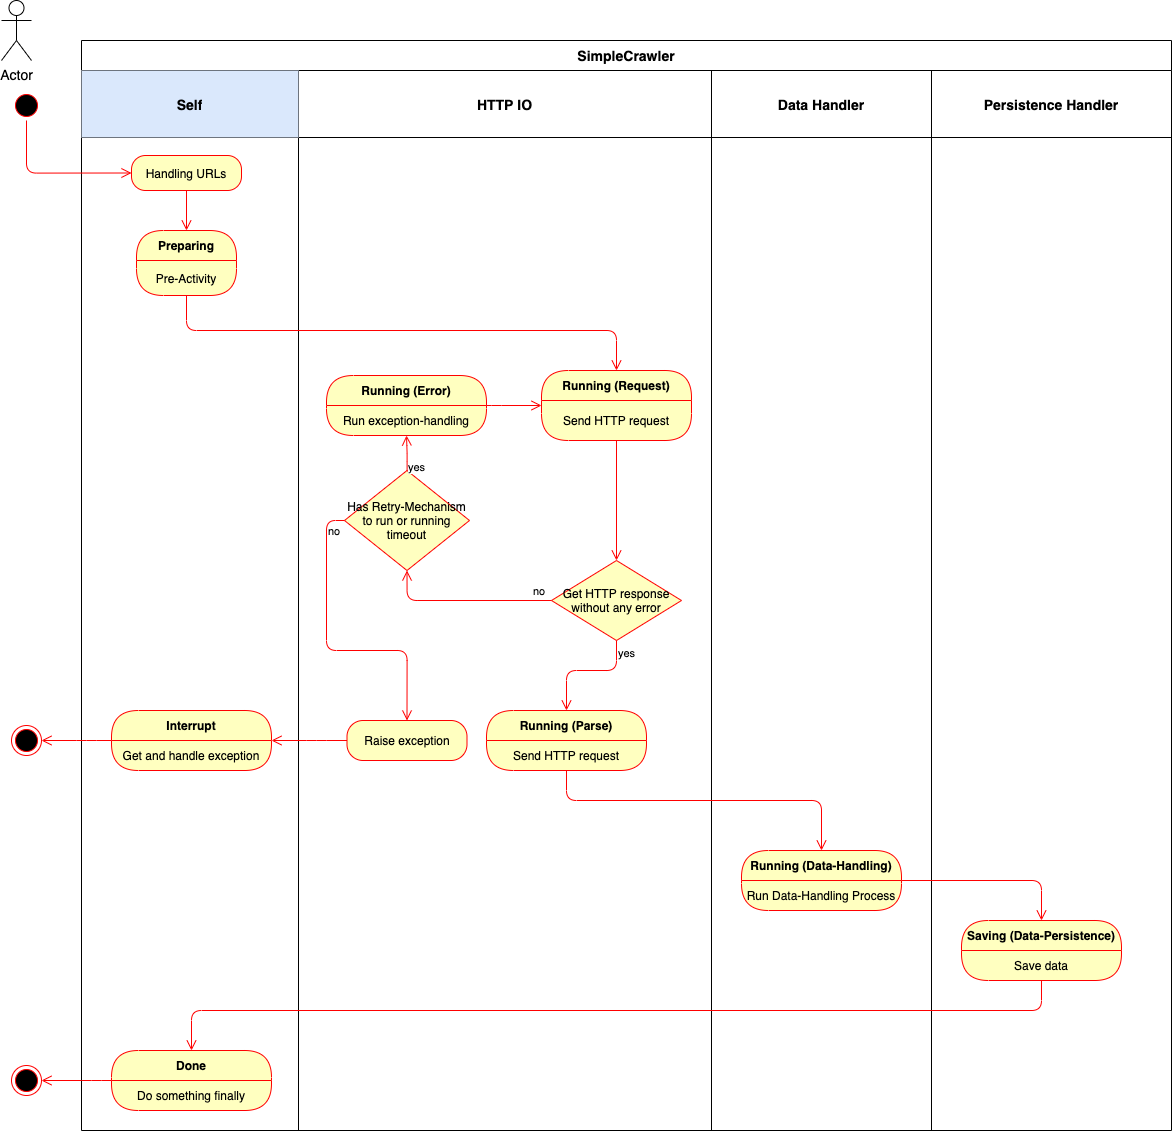 Actor
SimpleCrawler
Self
HTTP IO
Data Handler
Persistence Handler
Handling URLs
Preparing
Pre-Activity
Running (Error)
Run exception-handling
Running (Request)
Send HTTP request
yes
Has Retry-Mechanism
to run or running
timeout
no
no
Get HTTP response
without any error
yes
Interrupt
Get and handle exception
Raise exception
Running (Parse)
Send HTTP request
Running (Data-Handling)
Run Data-Handling Process
Saving (Data-Persistence)
Save data
Done
Do something finally